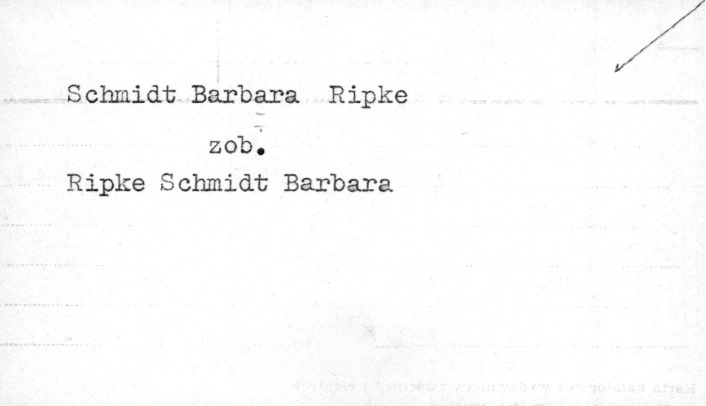 Schmidt Barbara Ripke
zob.
Ripke Schmidt Barbara